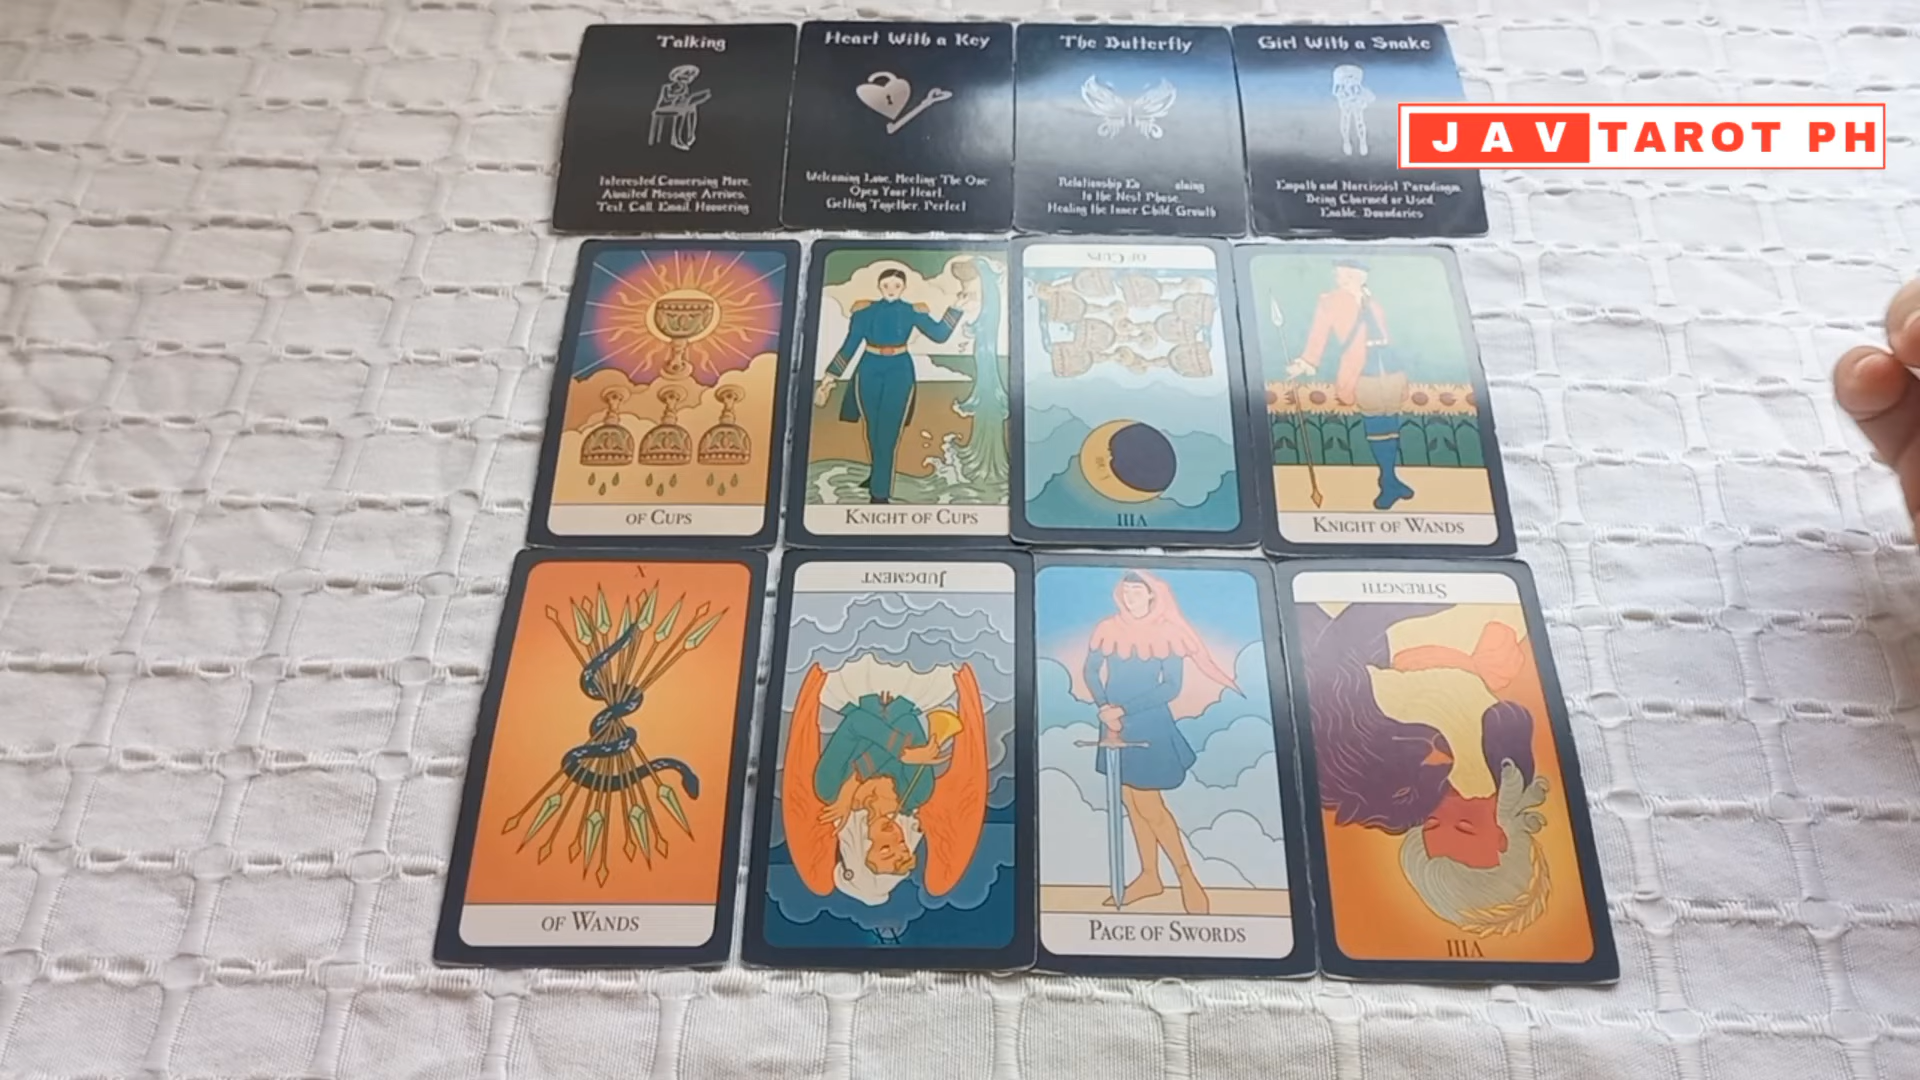 Talking
Interested Conversing More.
Awaited Message Arrives.
Text. Call. Email. Hoovering
Heart With a Key
Welcoming Love. Meeting The One
Open Your Heart.
Getting Together. Perfect
The Butterfly
Relationship
to the Next Phase.
Healing the Inner Child. Growth
Girl With a Snake
Empath and Narcissist Paradingm
Being Charmed or Used.
Enable. Boundaries
JAV TAROT PH
OF CUPS
KNIGHT OF CUPS
OF CUPS
VIII
KNIGHT OF WANDS
X
OF WANDS
JUDGMENT
XX
PAGE OF SWORDS
STRENGTH
VIII